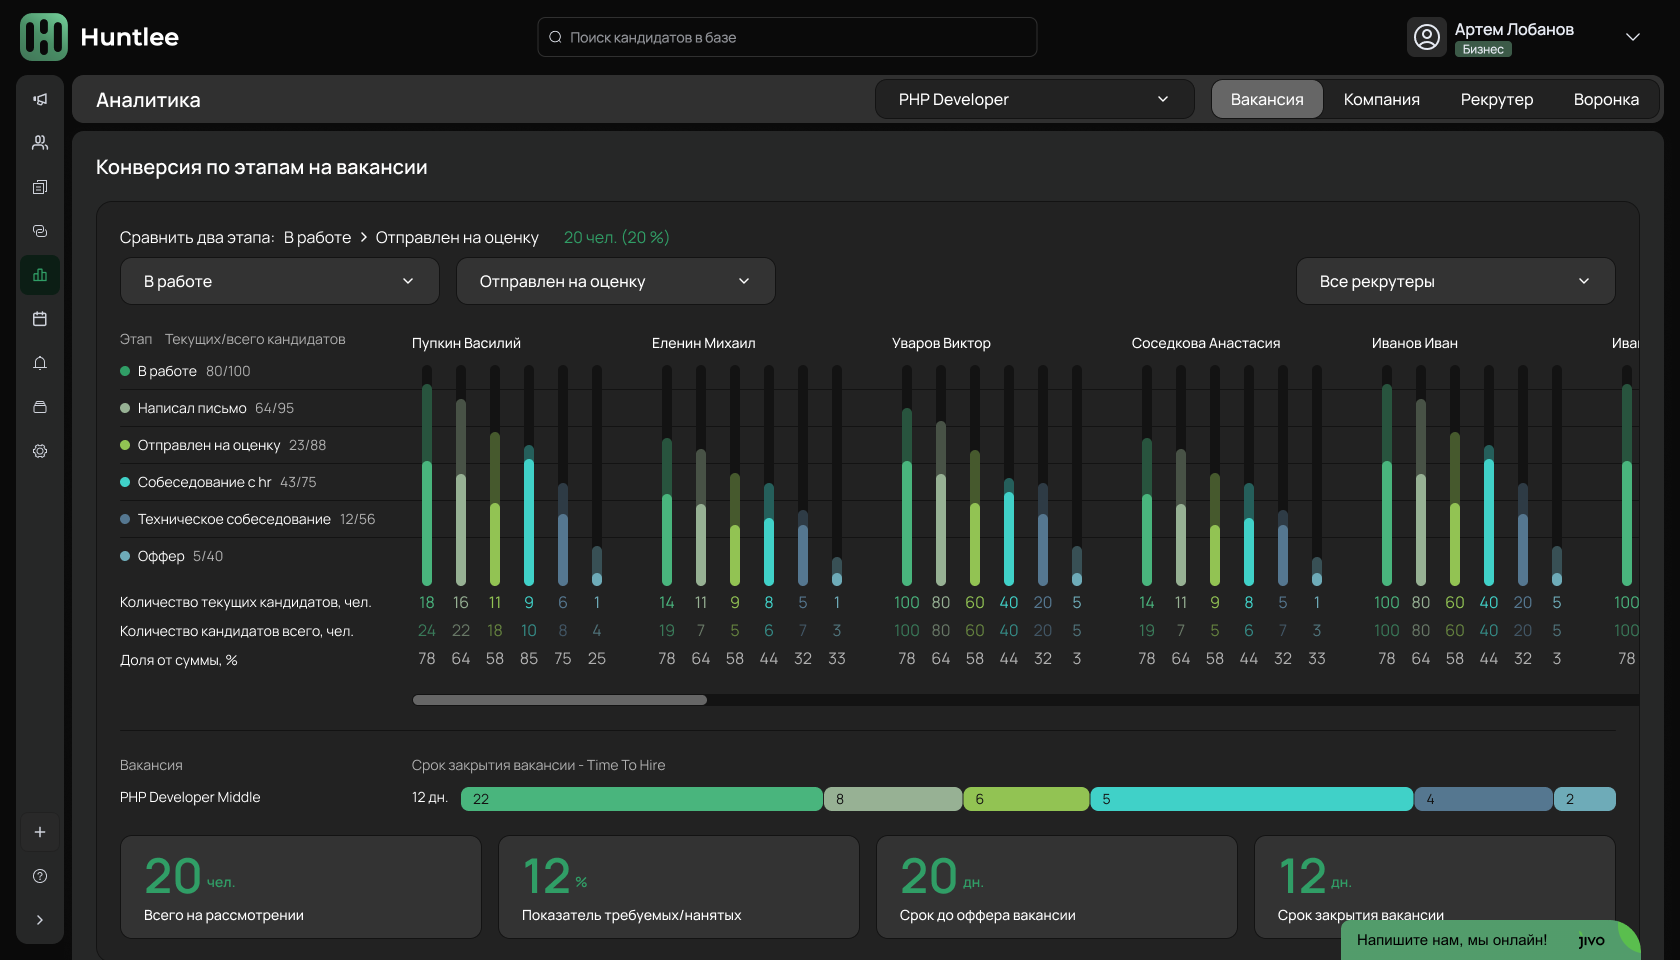 Huntlee
Поиск кандидатов в базе
Артем Лобанов
Бизнес
Аналитика
PHP Developer
Вакансия Компания Рекрутер Воронка
Конверсия по этапам на вакансии
Сравнить два этапа: В работе > Отправлен на оценку 20 чел. (20 %)
В работе
Отправлен на оценку
Все рекрутеры
Этап Текущих/всего кандидатов
Пупкин Василий Еленин Михаил Уваров Виктор Соседкова Анастасия Иванов Иван Иван
В работе 80/100
Написал письмо 64/95
Отправлен на оценку 23/88
Собеседование с hr 43/75
Техническое собеседование 12/56
Оффер 5/40
Количество текущих кандидатов, чел. 18 16 11 9 6 1 14 11 9 8 5 1 100 80 60 40 20 5 14 11 9 8 5 1 100 80 60 40 20 5 100
Количество кандидатов всего, чел. 24 22 18 10 8 4 19 7 5 6 7 3 100 80 60 40 20 5 19 7 5 6 7 3 100 80 60 40 20 5 100
Доля от суммы, % 78 64 58 85 75 25 78 64 58 44 32 33 78 64 58 44 32 3 78 64 58 44 32 33 78 64 58 44 32 3 78
Вакансия Срок закрытия вакансии - Time To Hire
PHP Developer Middle 12 дн. 22 8 6 5 4 2
20 чел.
Всего на рассмотрении
12 %
Показатель требуемых/нанятых
20 дн.
Срок до оффера вакансии
12 дн.
Срок закрытия вакансии
Напишите нам, мы онлайн! jivo